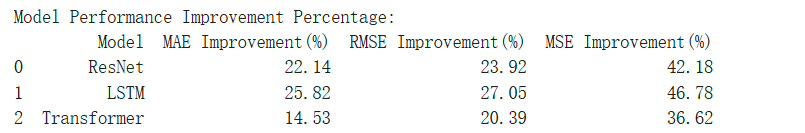 Model Performance Improvement Percentage:
Model MAE Improvement(%) RMSE Improvement(%) MSE Improvement(%)
0 ResNet 22.14 23.92 42.18
1 LSTM 25.82 27.05 46.78
2 Transformer 14.53 20.39 36.62